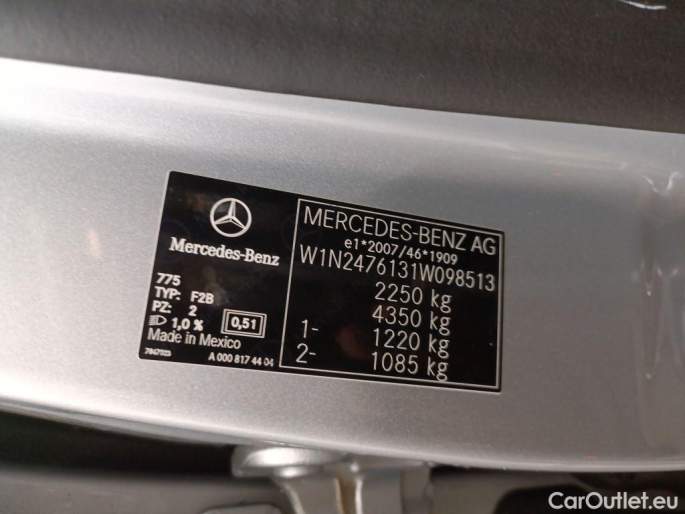 Mercedes-Benz
775
TYP: F2B
PZ: 2
1,0 % 0,51
Made in Mexico
A 000 817 44 04
MERCEDES-BENZ AG
e1*2007/46*1909
W1N2476131W098513
2250 kg
4350 kg
1- 1220 kg
2- 1085 kg
CarOutlet.eu